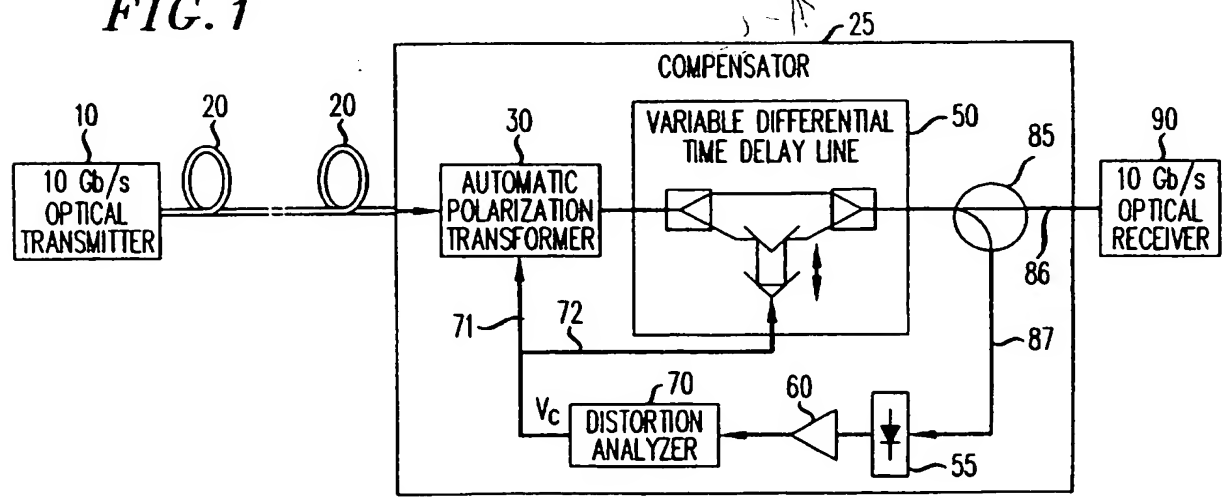 FIG. 1
25
COMPENSATOR
10
20
20
30
VARIABLE DIFFERENTIAL
TIME DELAY LINE
50
85
90
10 Gb/s
OPTICAL
TRANSMITTER
AUTOMATIC
POLARIZATION
TRANSFORMER
10 Gb/s
OPTICAL
RECEIVER
86
71
72
87
70
60
Vc
DISTORTION
ANALYZER
55